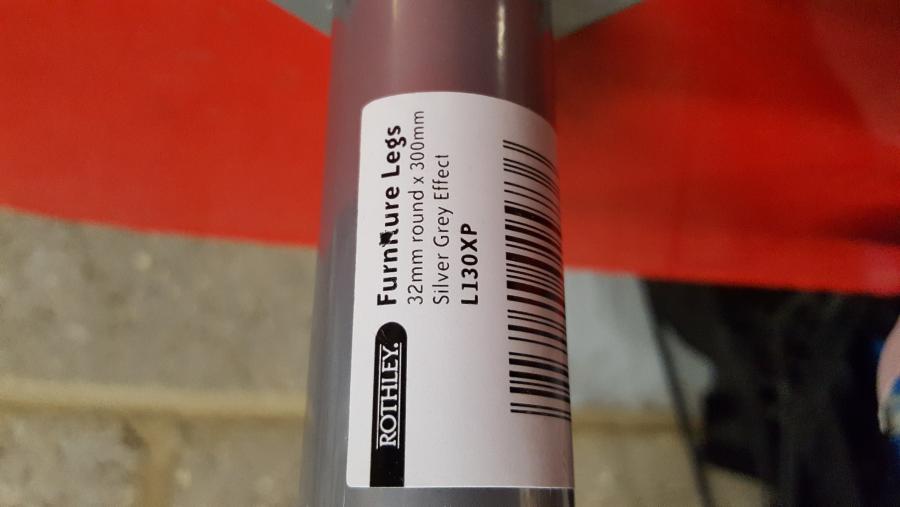 ROTHLEY.
Furniture Legs
32mm round x 300mm
Silver Grey Effect
L130XP